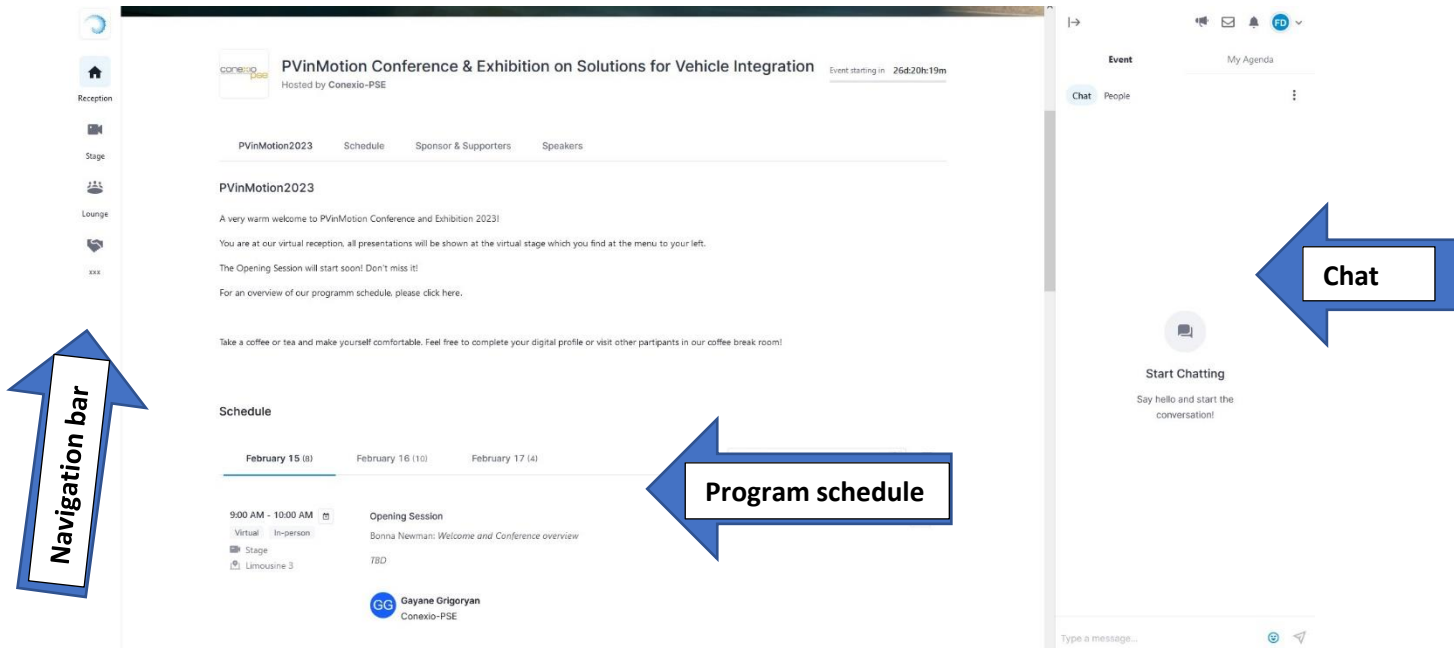 Reception
Stage
Lounge
xxx
Navigation bar
conexio
pse
PVinMotion Conference & Exhibition on Solutions for Vehicle Integration
Hosted by Conexio-PSE
Event starting in 26d:20h:19m
PVinMotion2023 Schedule Sponsor & Supporters Speakers
PVinMotion2023
A very warm welcome to PVinMotion Conference and Exhibition 2023!
You are at our virtual reception, all presentations will be shown at the virtual stage which you find at the menu to your left.
The Opening Session will start soon! Don't miss it!
For an overview of our programm schedule, please click here.
Take a coffee or tea and make yourself comfortable. Feel free to complete your digital profile or visit other partipants in our coffee break room!
Schedule
February 15 (8) February 16 (10) February 17 (4)
Program schedule
9:00 AM - 10:00 AM
Virtual In-person
Stage
Limousine 3
Opening Session
Bonna Newman: Welcome and Conference overview
TBD
GG
Gayane Grigoryan
Conexio-PSE
FD
Event My Agenda
Chat People
Chat
Start Chatting
Say hello and start the
conversation!
Type a message...